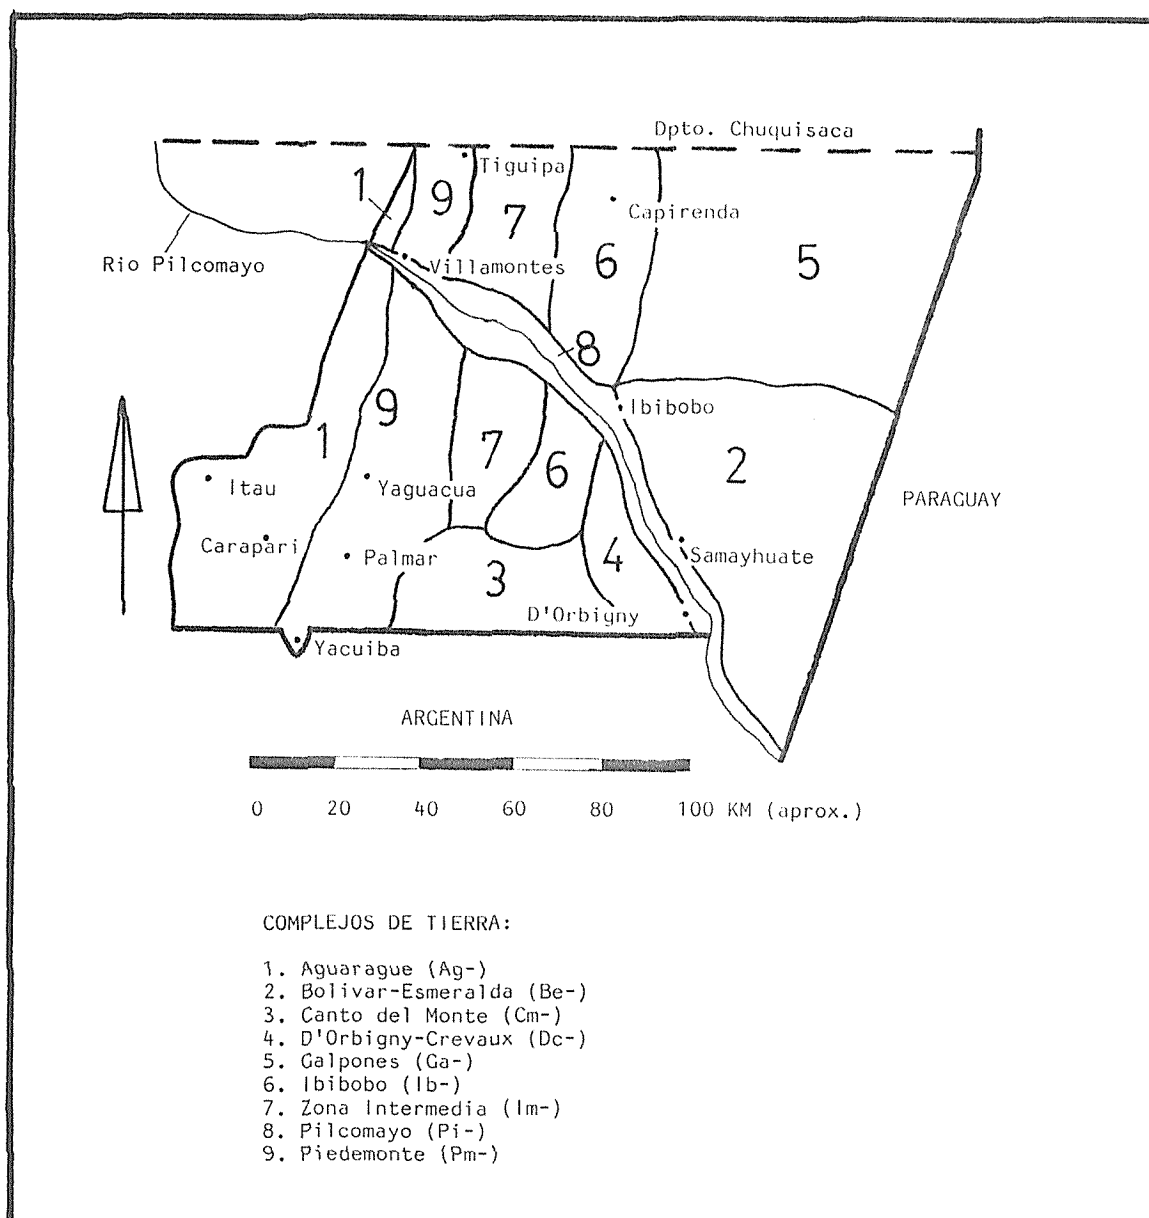 Dpto. Chuquisaca
Tiguipa
1
9
7
Capirenda
6
5
Rio Pilcomayo
Villamontes
8
Ibibobo
9
1
7
6
2
Itau
Yaguacua
PARAGUAY
Carapari
Palmar
3
4
Samayhuate
D'Orbigny
Yacuiba
ARGENTINA
0 20 40 60 80 100 KM (aprox.)
COMPLEJOS DE TIERRA:
1. Aguarague (Ag-)
2. Bolivar-Esmeralda (Be-)
3. Canto del Monte (Cm-)
4. D'Orbigny-Crevaux (Dc-)
5. Galpones (Ga-)
6. Ibibobo (Ib-)
7. Zona Intermedia (Im-)
8. Pilcomayo (Pi-)
9. Piedemonte (Pm-)